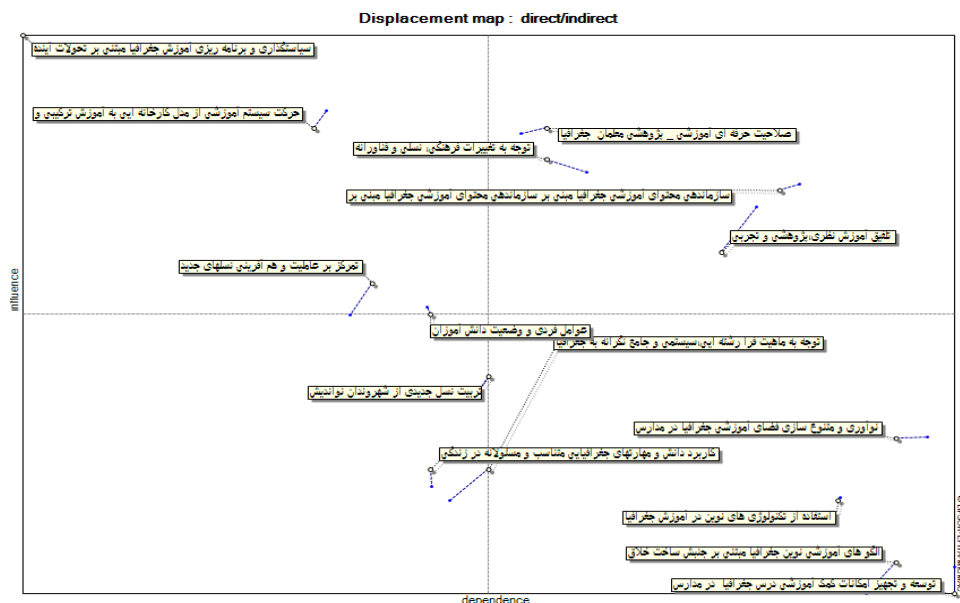 Displacement map : direct/indirect
سیاستگذاری و برنامه ریزی آموزش جغرافیا مبتنی بر تحولات آینده
حرکت سیستم آموزشی از مدل کارخانه ایی به آموزش ترکیبی و
صلاحیت حرفه ای آموزشی _ پژوهشی معلمان جغرافیا
توجه به تغییرات فرهنگی، نسلی و فناورانه
سازماندهی محتوای آموزشی جغرافیا مبنی بر سازماندهی محتوای آموزشی جغرافیا مبنی بر
تلفیق آموزش نظری،پژوهشی و تجربی
تمرکز بر عاملیت و هم آفرینی نسلهای جدید
influence
عوامل فردی و وضعیت دانش آموزان
توجه به ماهیت فرا رشته ایی،سیستمی و جامع نگرانه به جغرافیا
تربیت نسل جدیدی از شهروندان نواندیش
نوآوری و متنوع سازی فضای آموزشی جغرافیا در مدارس
کاربرد دانش و مهارتهای جغرافیایی متناسب و مسئولانه در زندگی
استفاده از تکنولوژی های نوین در آموزش جغرافیا
الگو های آموزشی نوین جغرافیا مبتنی بر جنبش ساخت خلاق
توسعه و تجهیز امکانات کمک آموزشی درس جغرافیا در مدارس
dependence